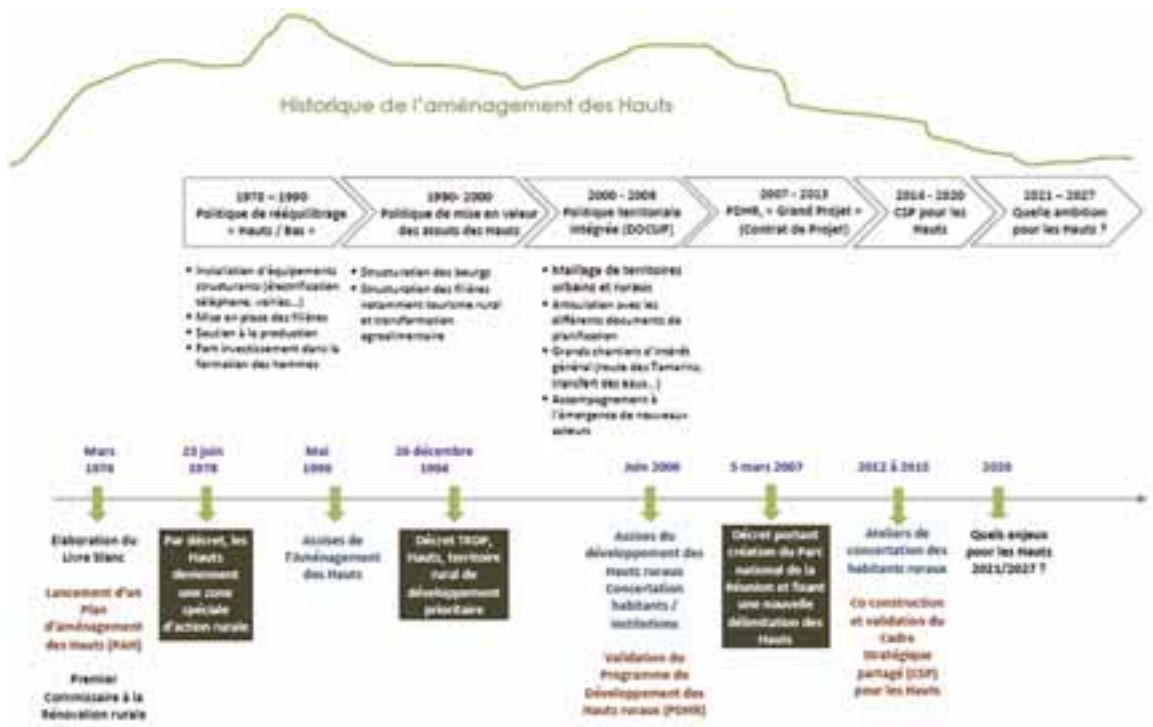 Historique de l'aménagement des Hauts
1970 – 1990
Politique de rééquilibrage
« Hauts / Bas »
1990- 2000
Politique de mise en valeur
des atouts des Hauts
2000 - 2006
Politique territoriale
intégrée (DOCUP)
2007 - 2013
PDHR, « Grand Projet »
(Contrat de Projet)
2014 - 2020
CSP pour les
Hauts
2021 – 2027
Quelle ambition
pour les Hauts ?
• Installation d'équipements
structurants (électrification
téléphone, voiries...)
• Mise en place des filières
• Soutien à la production
• Fort investissement dans la
formation des hommes
• Structuration des bourgs
• Structuration des filières
notamment tourisme rural
et transformation
agroalimentaire
• Maillage de territoires
urbains et ruraux
• Articulation avec les
différents documents de
planification
• Grands chantiers d'intérêt
général (route des Tamarins,
transfert des eaux...)
• Accompagnement à
l'émergence de nouveaux
acteurs
Mars
1976
Elaboration du
Livre blanc
Lancement d'un
Plan
d'aménagement
des Hauts (PAH)
Premier
Commissaire à la
Rénovation rurale
23 juin
1978
Par décret, les
Hauts
deviennent
une zone
spéciale
d'action rurale
Mai
1990
Assises de
l'Aménagement
des Hauts
26 décembre
1994
Décret TRDP,
Hauts, territoire
rural de
développement
prioritaire
Juin 2006
Assises du
développement des
Hauts ruraux
Concertation
habitants /
institutions
Validation du
Programme de
Développement des
Hauts ruraux (PDHR)
5 mars 2007
Décret portant
création du Parc
national de la
Réunion et fixant
une nouvelle
délimitation des
Hauts
2012 à 2015
Ateliers de
concertation des
habitants ruraux
Co construction
et validation du
Cadre
Stratégique
partagé (CSP)
pour les Hauts
2020
Quels enjeux
pour les Hauts
2021/2027 ?